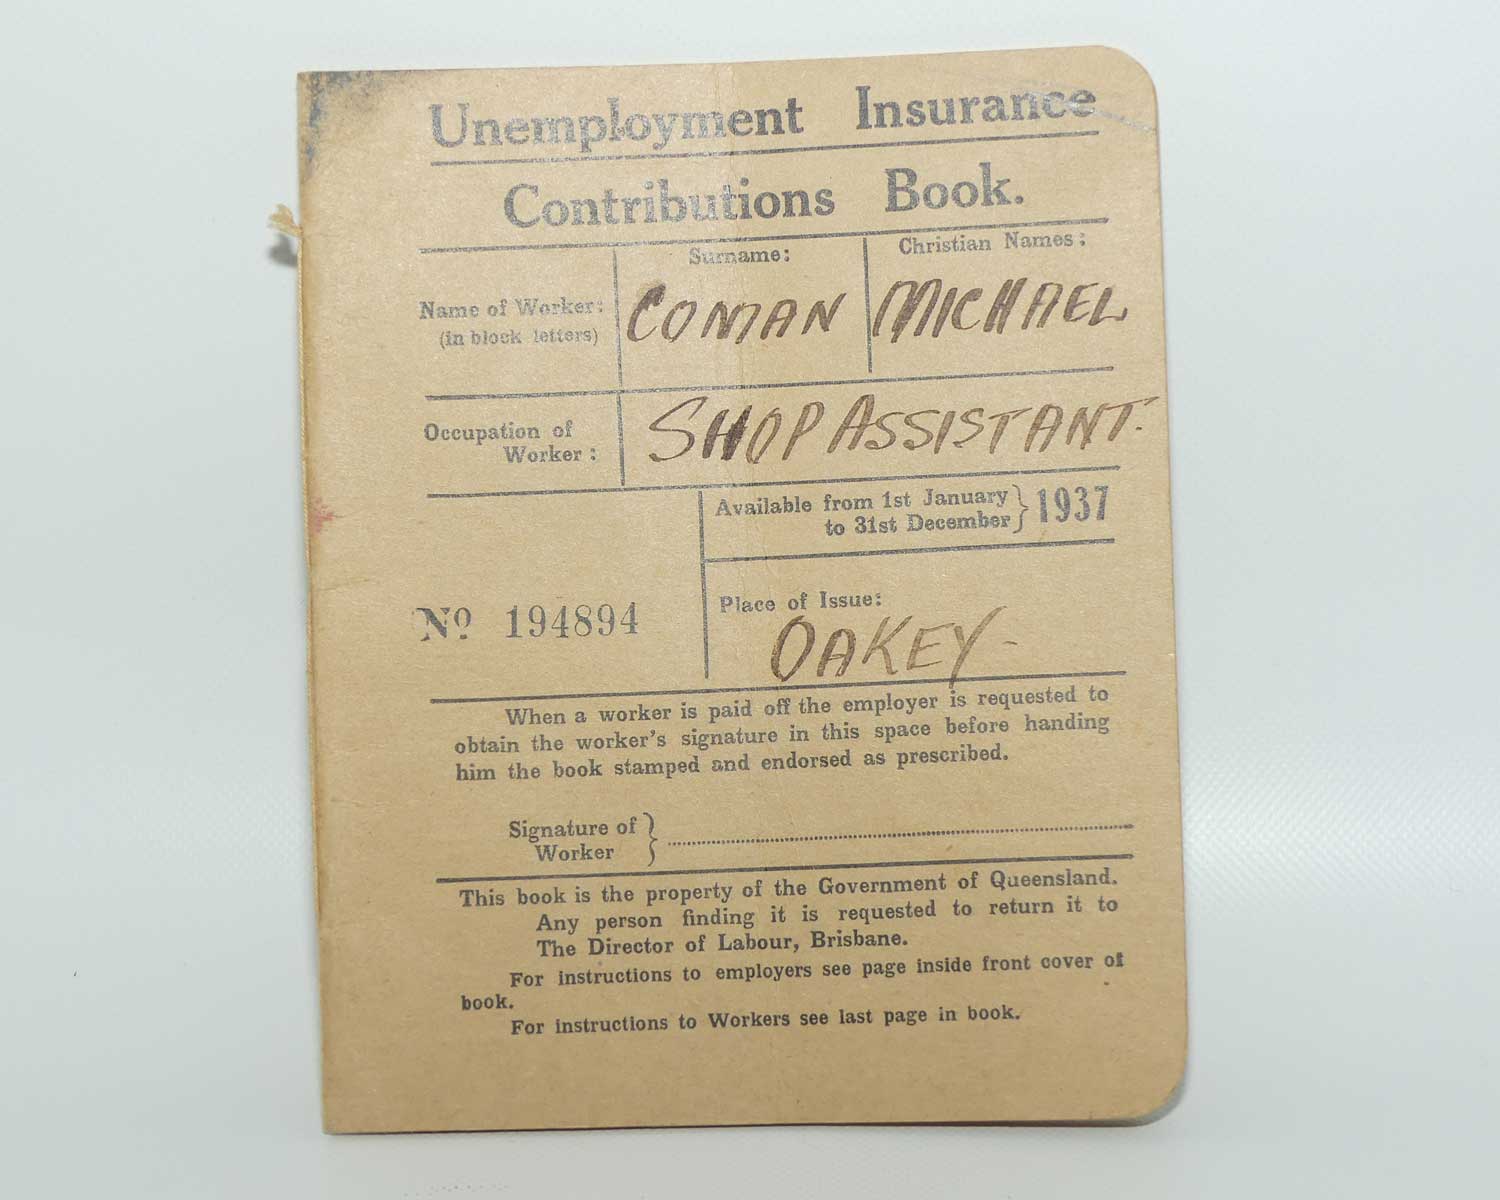 Unemployment Insurance
Contributions Book.
Name of Worker:
(in block letters)
Surname:
COMAN
Christian Names:
MICHAEL
Occupation of
Worker:
SHOP ASSISTANT.
Available from 1st January
to 31st December } 1937
No 194894
Place of Issue:
OAKEY-
When a worker is paid off the employer is requested to
obtain the worker's signature in this space before handing
him the book stamped and endorsed as prescribed.
Signature of
Worker
This book is the property of the Government of Queensland.
Any person finding it is requested to return it to
The Director of Labour, Brisbane.
For instructions to employers see page inside front cover of
book.
For instructions to Workers see last page in book.